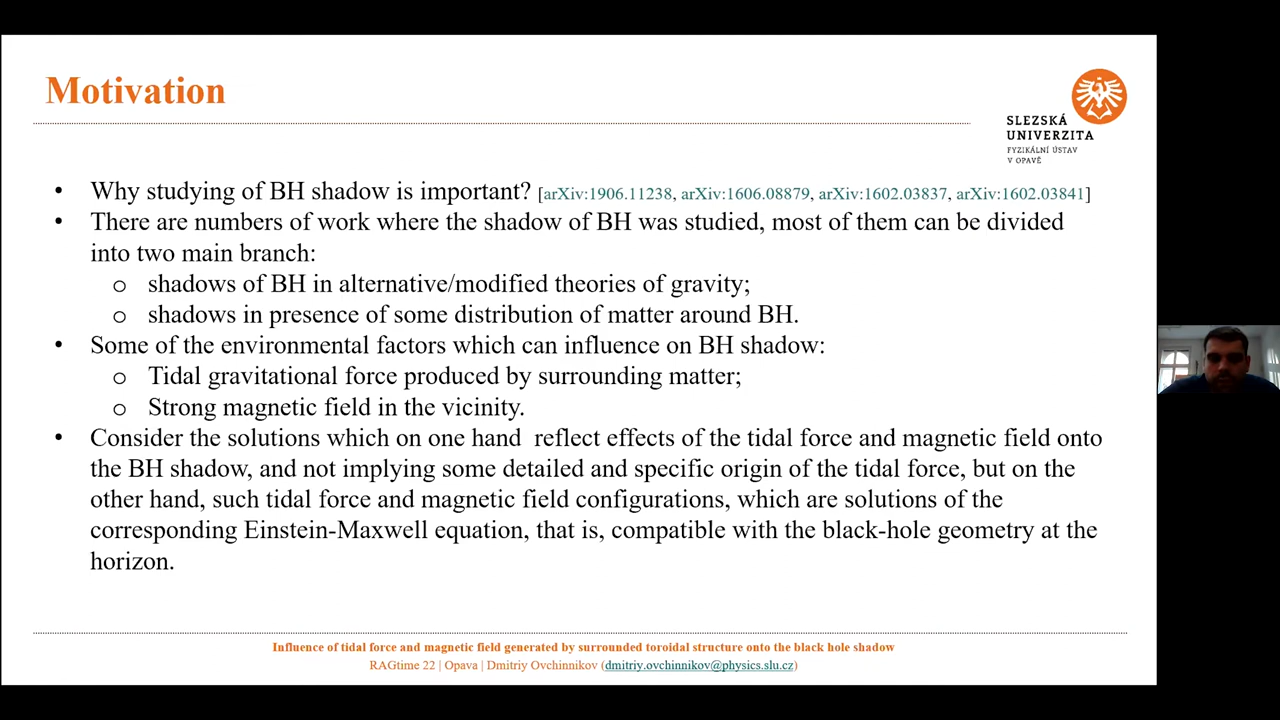 Motivation
SLEZSKÁ
UNIVERZITA
FYZIKÁLNÍ ÚSTAV
V OPAVĚ
• Why studying of BH shadow is important? [arXiv:1906.11238, arXiv:1606.08879, arXiv:1602.03837, arXiv:1602.03841]
• There are numbers of work where the shadow of BH was studied, most of them can be divided
into two main branch:
o shadows of BH in alternative/modified theories of gravity;
o shadows in presence of some distribution of matter around BH.
• Some of the environmental factors which can influence on BH shadow:
o Tidal gravitational force produced by surrounding matter;
o Strong magnetic field in the vicinity.
• Consider the solutions which on one hand reflect effects of the tidal force and magnetic field onto
the BH shadow, and not implying some detailed and specific origin of the tidal force, but on the
other hand, such tidal force and magnetic field configurations, which are solutions of the
corresponding Einstein-Maxwell equation, that is, compatible with the black-hole geometry at the
horizon.
Influence of tidal force and magnetic field generated by surrounded toroidal structure onto the black hole shadow
RAGtime 22 | Opava | Dmitriy Ovchinnikov (dmitriy.ovchinnikov@physics.slu.cz)